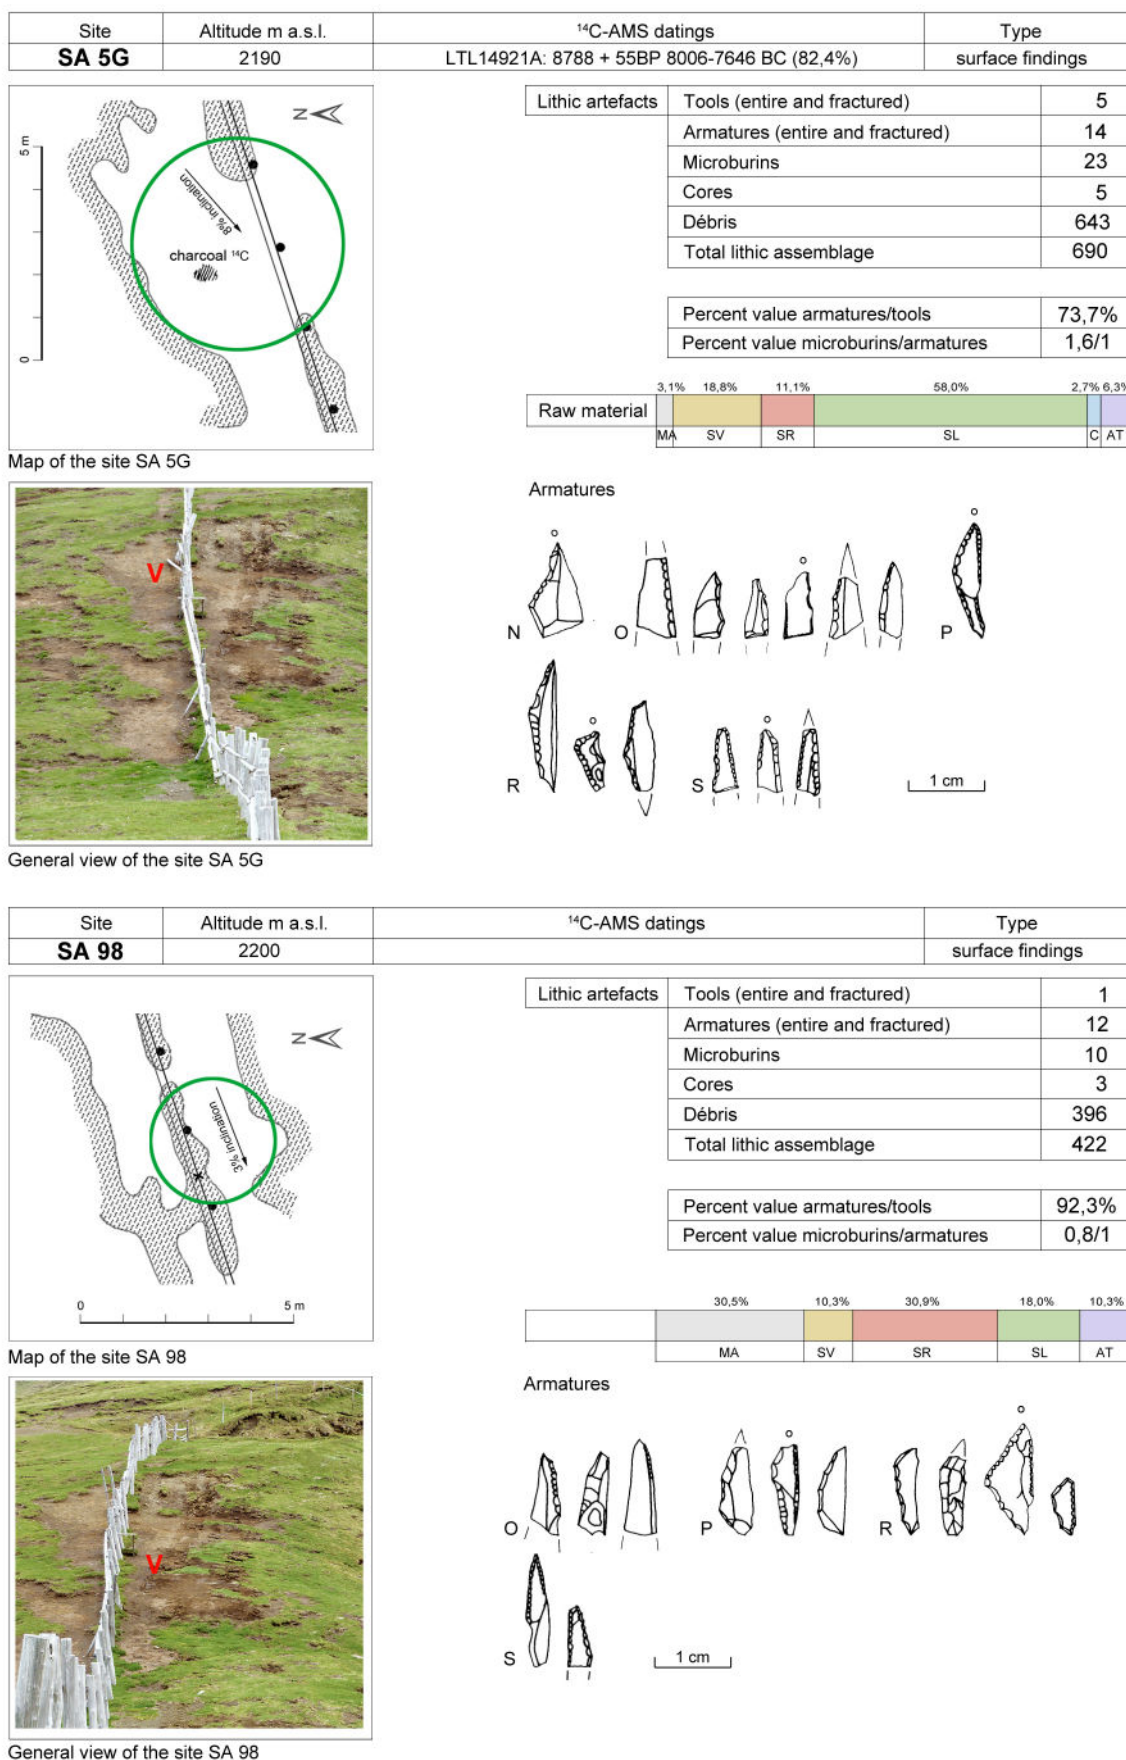 Site Altitude m a.s.l. ¹⁴C-AMS datings Type
SA 5G 2190 LTL14921A: 8788 + 55BP 8006-7646 BC (82,4%) surface findings
N
5 m
0
8% inclination
charcoal ¹⁴C
Map of the site SA 5G
V
General view of the site SA 5G
Lithic artefacts Tools (entire and fractured) 5
Armatures (entire and fractured) 14
Microburins 23
Cores 5
Débris 643
Total lithic assemblage 690
Percent value armatures/tools 73,7%
Percent value microburins/armatures 1,6/1
3,1% 18,8% 11,1% 58,0% 2,7% 6,3%
Raw material
MA SV SR SL C AT
Armatures
N O P
R S
1 cm
Site Altitude m a.s.l. ¹⁴C-AMS datings Type
SA 98 2200 surface findings
N
3% inclination
0 5 m
Map of the site SA 98
V
General view of the site SA 98
Lithic artefacts Tools (entire and fractured) 1
Armatures (entire and fractured) 12
Microburins 10
Cores 3
Débris 396
Total lithic assemblage 422
Percent value armatures/tools 92,3%
Percent value microburins/armatures 0,8/1
30,5% 10,3% 30,9% 18,0% 10,3%
MA SV SR SL AT
Armatures
O P R
S
1 cm